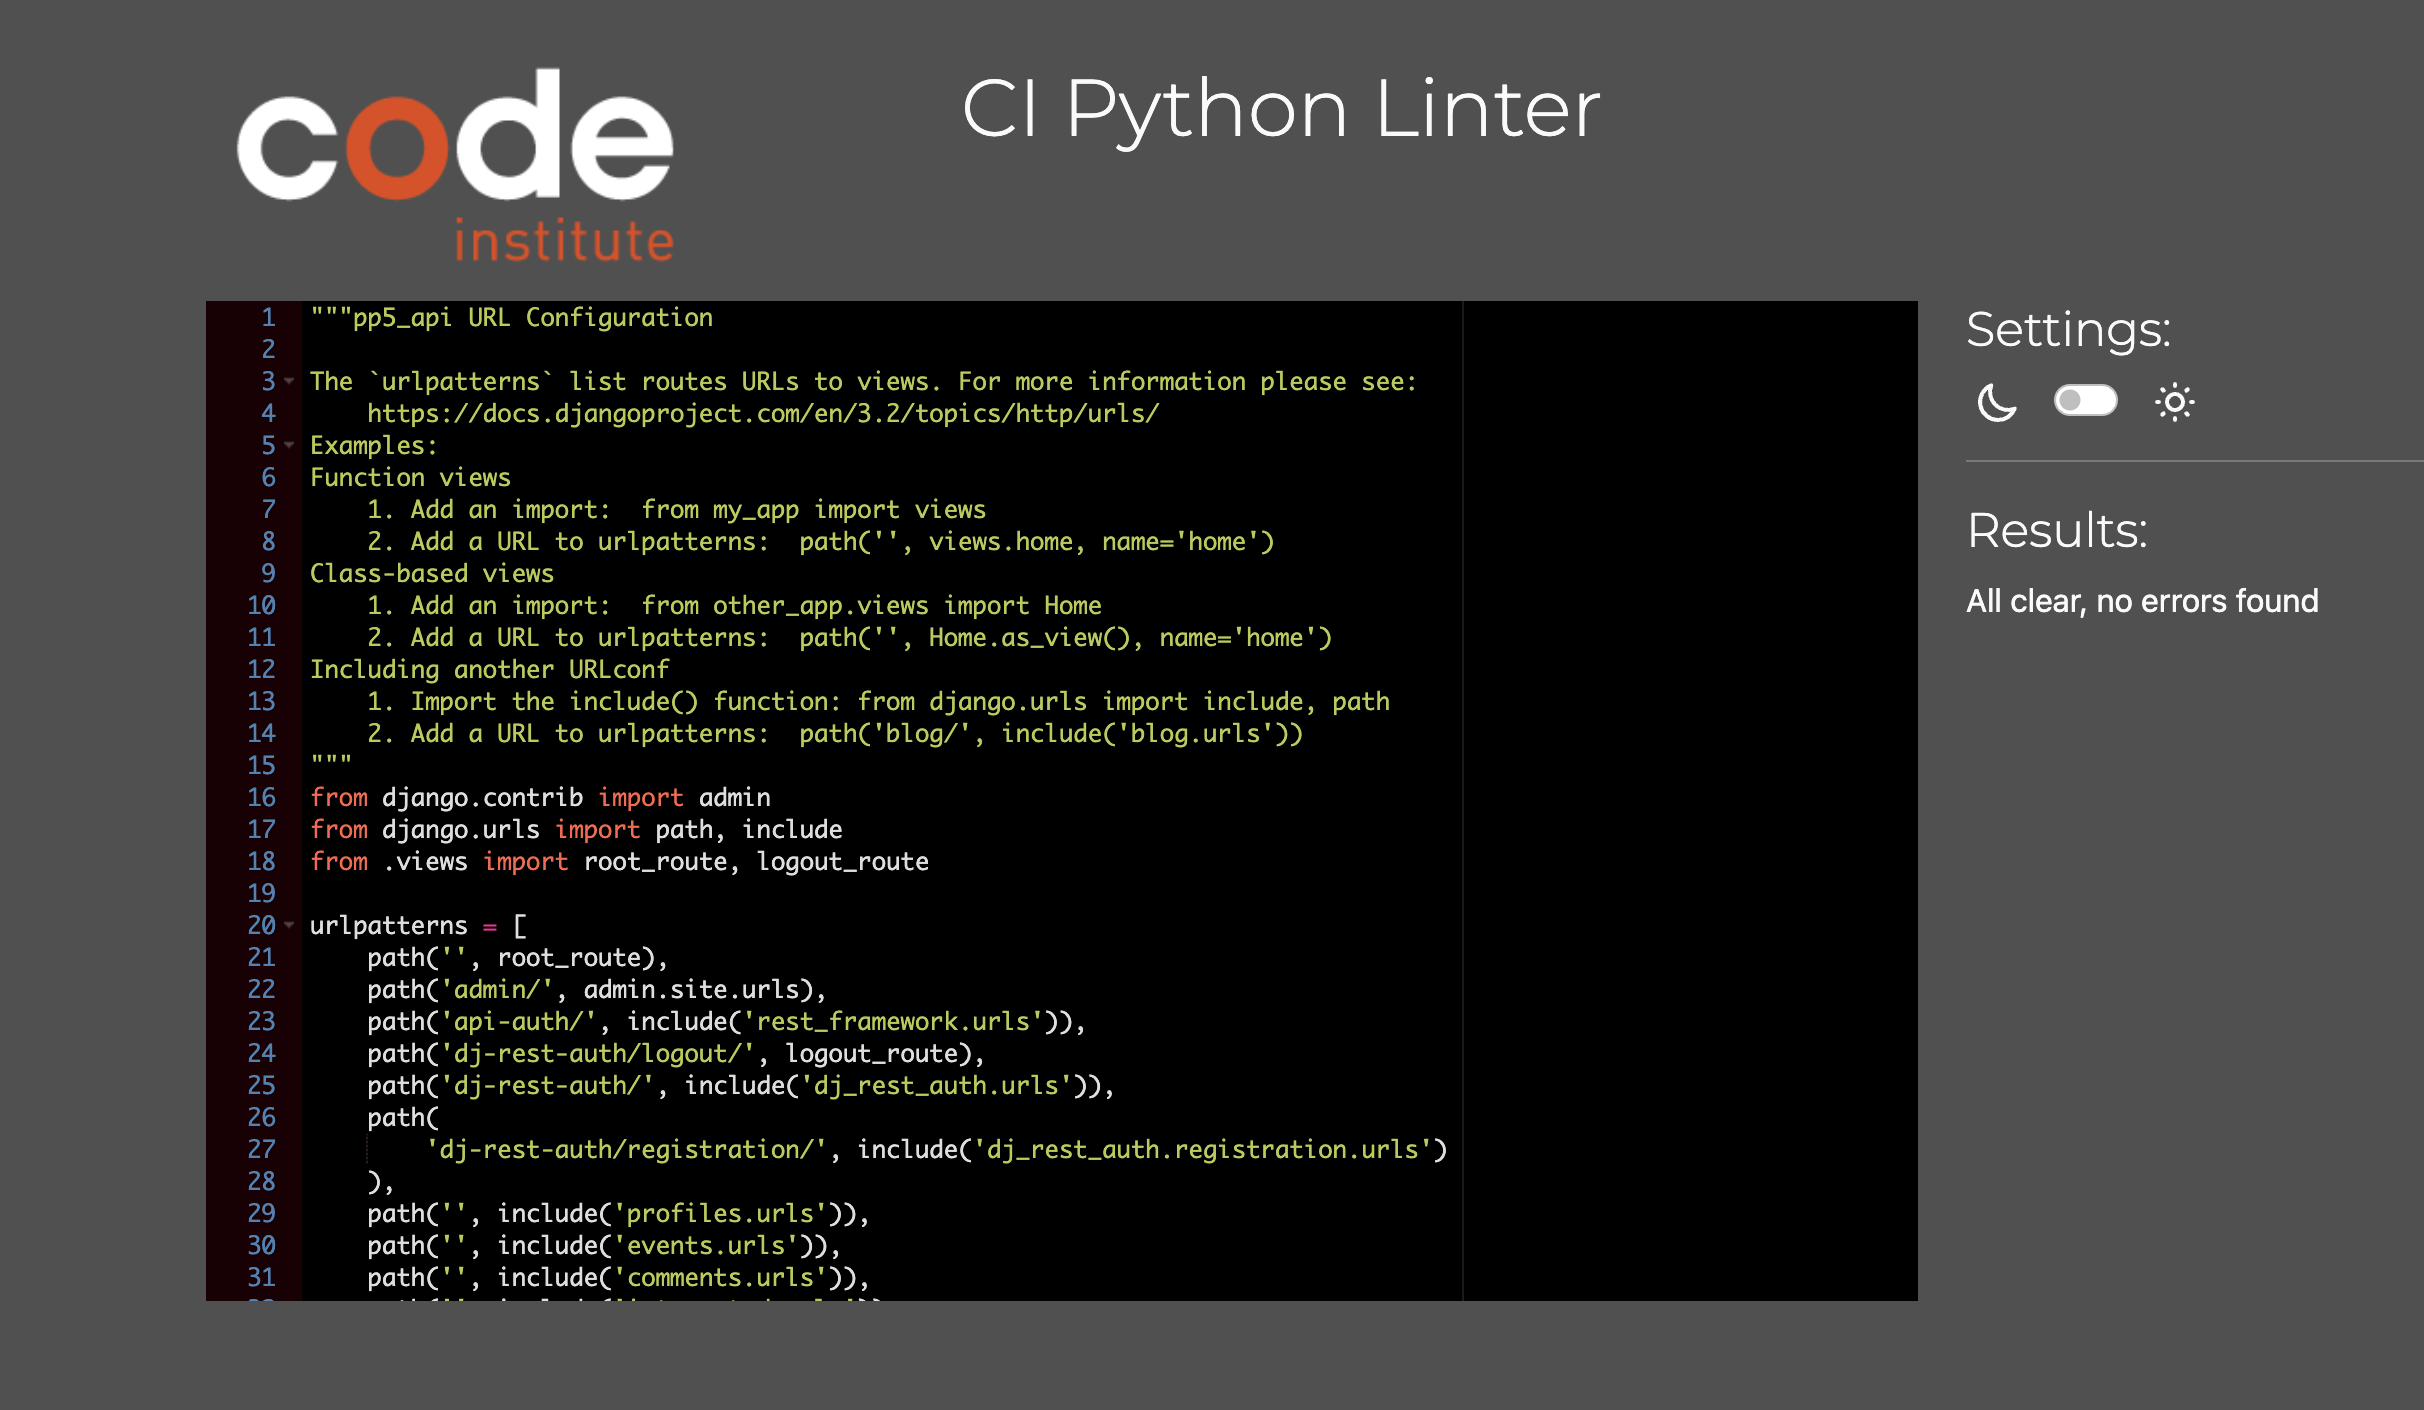 code
institute
CI Python Linter
1 """pp5_api URL Configuration
2
3 The `urlpatterns` list routes URLs to views. For more information please see:
4     https://docs.djangoproject.com/en/3.2/topics/http/urls/
5 Examples:
6 Function views
7     1. Add an import:  from my_app import views
8     2. Add a URL to urlpatterns:  path('', views.home, name='home')
9 Class-based views
10     1. Add an import:  from other_app.views import Home
11     2. Add a URL to urlpatterns:  path('', Home.as_view(), name='home')
12 Including another URLconf
13     1. Import the include() function: from django.urls import include, path
14     2. Add a URL to urlpatterns:  path('blog/', include('blog.urls'))
15 """
16 from django.contrib import admin
17 from django.urls import path, include
18 from .views import root_route, logout_route
19
20 urlpatterns = [
21     path('', root_route),
22     path('admin/', admin.site.urls),
23     path('api-auth/', include('rest_framework.urls')),
24     path('dj-rest-auth/logout/', logout_route),
25     path('dj-rest-auth/', include('dj_rest_auth.urls')),
26     path(
27         'dj-rest-auth/registration/', include('dj_rest_auth.registration.urls')
28     ),
29     path('', include('profiles.urls')),
30     path('', include('events.urls')),
31     path('', include('comments.urls')),
Settings:
Results:
All clear, no errors found